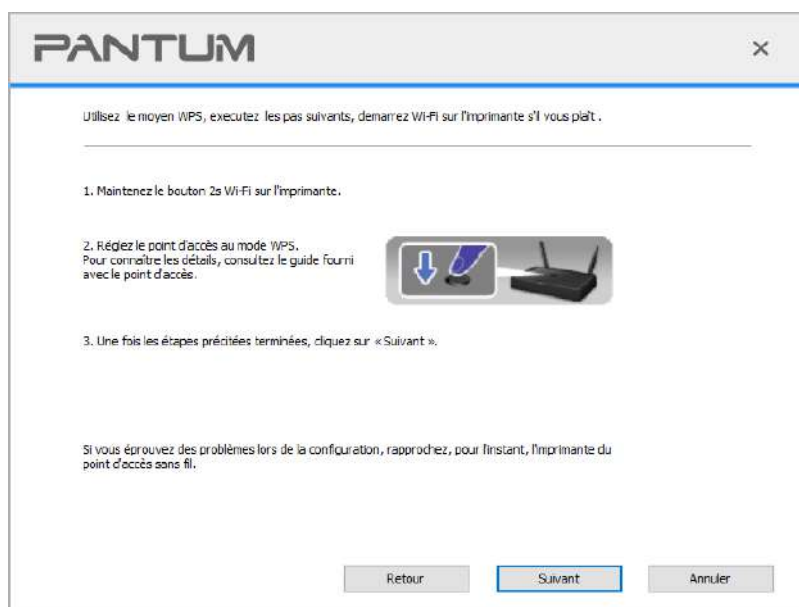 PANTUM
Utilisez le moyen WPS, executez les pas suivants, demarrez Wi-Fi sur l'imprimante s'il vous plaît .
1. Maintenez le bouton 2s Wi-Fi sur l'imprimante.
2. Réglez le point d'accès au mode WPS.
Pour connaître les détails, consultez le guide fourni
avec le point d'accès.
3. Une fois les étapes précitées terminées, cliquez sur « Suivant ».
Si vous éprouvez des problèmes lors de la configuration, rapprochez, pour l'instant, l'imprimante du
point d'accès sans fil.
Retour
Suivant
Annuler